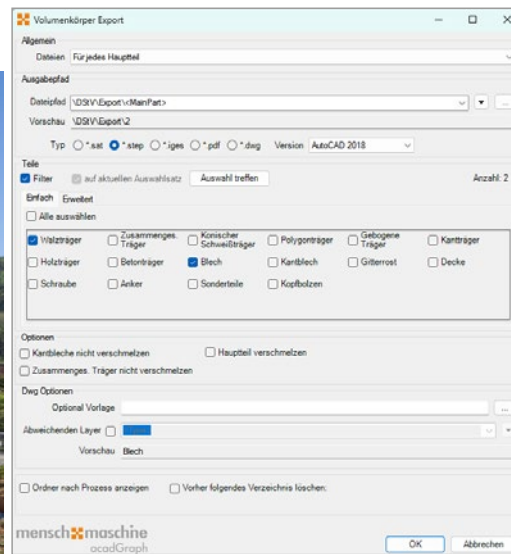 Volumenkörper Export
Allgemein
Dateien Für jedes Hauptteil
Ausgabepfad
Dateipfad \DStV\Export\<MainPart>
...
Vorschau \DStV\Export\2
Typ *.sat *.step *.iges *.pdf *.dwg Version AutoCAD 2018
Teile
Filter auf aktuellen Auswahlsatz Auswahl treffen Anzahl: 2
Einfach Erweitert
Alle auswählen
Walzträger Zusammenges. Träger Konischer Schweißträger Polygonträger Gebogene Träger Kantträger
Holzträger Betonträger Blech Kantblech Gitterrost Decke
Schraube Anker Sonderteile Kopfbolzen
Optionen
Kantbleche nicht verschmelzen Hauptteil verschmelzen
Zusammenges. Träger nicht verschmelzen
Dwg Optionen
Optional Vorlage ...
Abweichenden Layer
Vorschau Blech
Ordner nach Prozess anzeigen Vorher folgendes Verzeichnis löschen:
mensch maschine
acadGraph
OK Abbrechen